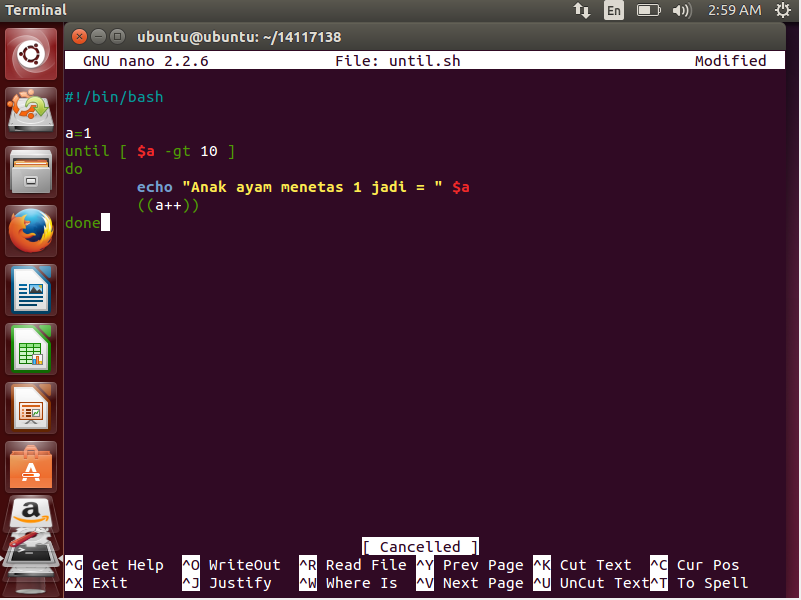 Terminal En 2:59 AM
ubuntu@ubuntu: ~/14117138
GNU nano 2.2.6 File: until.sh Modified
#!/bin/bash
a=1
until [ $a -gt 10 ]
do
echo "Anak ayam menetas 1 jadi = " $a
((a++))
done
[ Cancelled ]
^G Get Help ^O WriteOut ^R Read File ^Y Prev Page ^K Cut Text ^C Cur Pos
^X Exit ^J Justify ^W Where Is ^V Next Page ^U UnCut Text^T To Spell